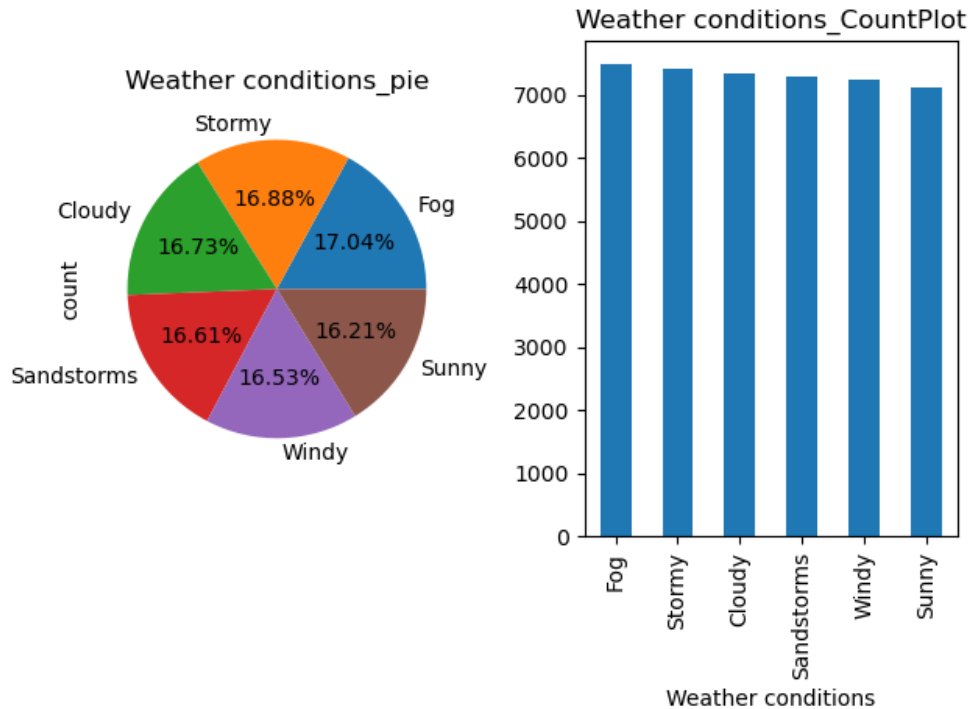 Weather conditions_pie
Stormy
16.88%
Fog
17.04%
Cloudy
16.73%
count
Sandstorms
16.61%
16.53%
Windy
16.21%
Sunny
Weather conditions_CountPlot
7000
6000
5000
4000
3000
2000
1000
0
Fog
Stormy
Cloudy
Sandstorms
Windy
Sunny
Weather conditions